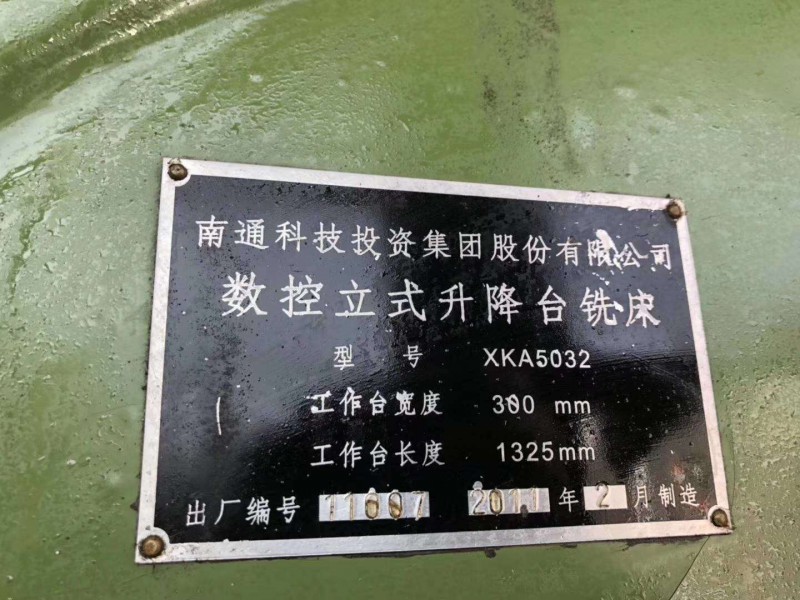 南通科技投资集团股份有限公司
数控立式升降台铣床
型 号 XKA5032
工作台宽度 300 mm
工作台长度 1325mm
出厂编号 11007 2011 年 2 月制造